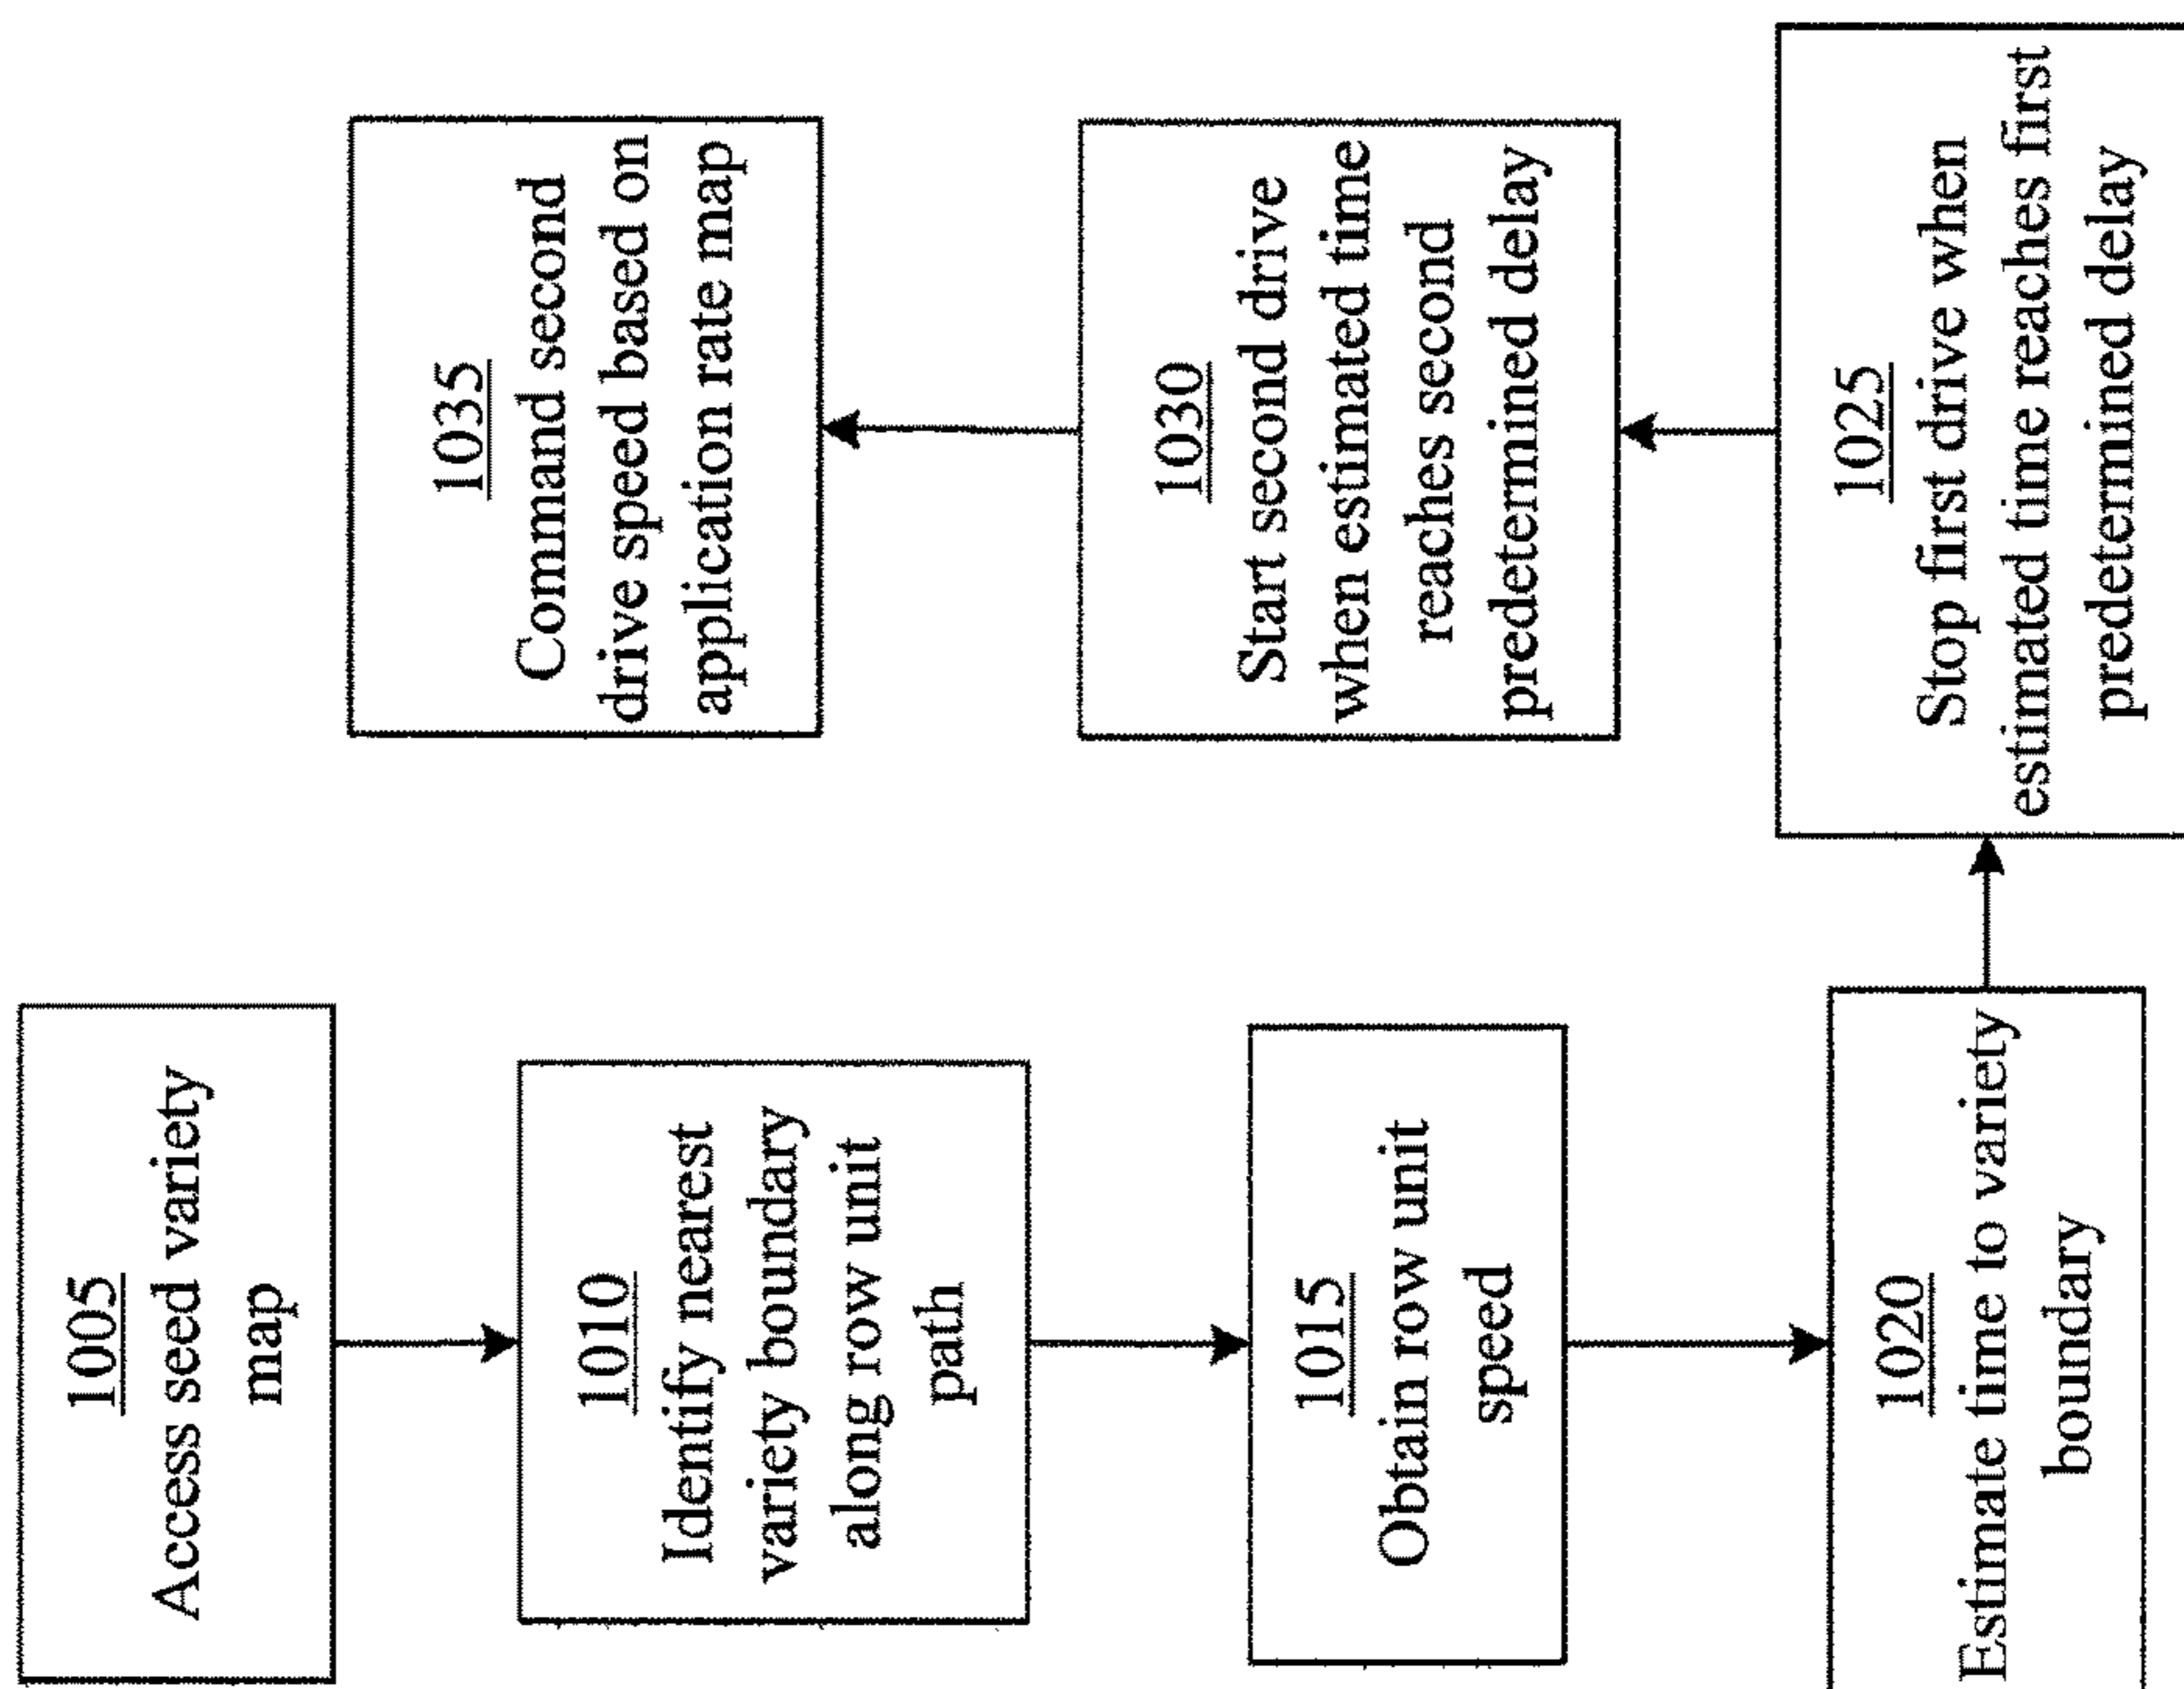 1005
Access seed variety
map
1010
Identify nearest
variety boundary
along row unit
path
1015
Obtain row unit
speed
1020
Estimate time to variety
boundary
1025
Stop first drive when
estimated time reaches first
predetermined delay
1030
Start second drive
when estimated time
reaches second
predetermined delay
1035
Command second
drive speed based on
application rate map